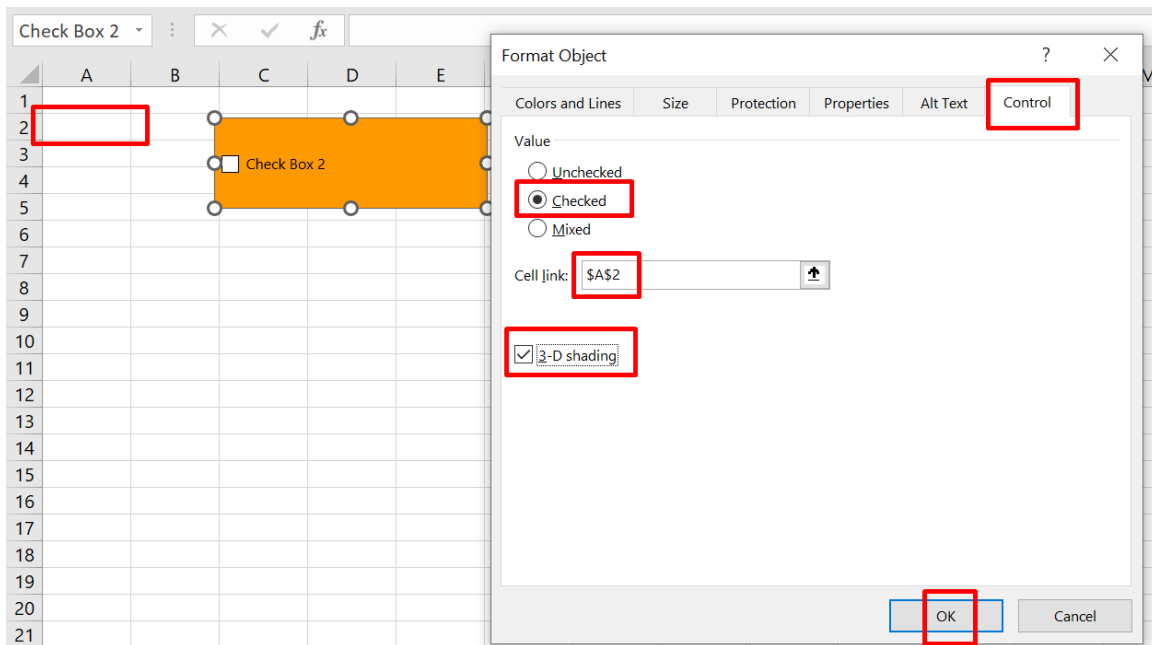 Check Box 2
fx
A B C D E
1
2
3
4
5
6
7
8
9
10
11
12
13
14
15
16
17
18
19
20
21
Check Box 2
Format Object ?
Colors and Lines Size Protection Properties Alt Text Control
Value
Unchecked
Checked
Mixed
Cell link: $A$2
3-D shading
OK Cancel